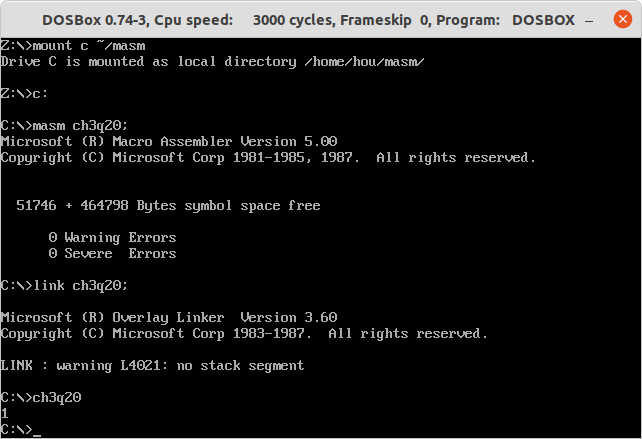 DOSBox 0.74-3, Cpu speed:    3000 cycles, Frameskip  0, Program:   DOSBOX
Z:\>mount c ~/masm
Drive C is mounted as local directory /home/hou/masm/
Z:\>c:
C:\>masm ch3q20;
Microsoft (R) Macro Assembler Version 5.00
Copyright (C) Microsoft Corp 1981-1985, 1987.  All rights reserved.
  51746 + 464798 Bytes symbol space free
      0 Warning Errors
      0 Severe  Errors
C:\>link ch3q20;
Microsoft (R) Overlay Linker  Version 3.60
Copyright (C) Microsoft Corp 1983-1987.  All rights reserved.
LINK : warning L4021: no stack segment
C:\>ch3q20
1
C:\>_